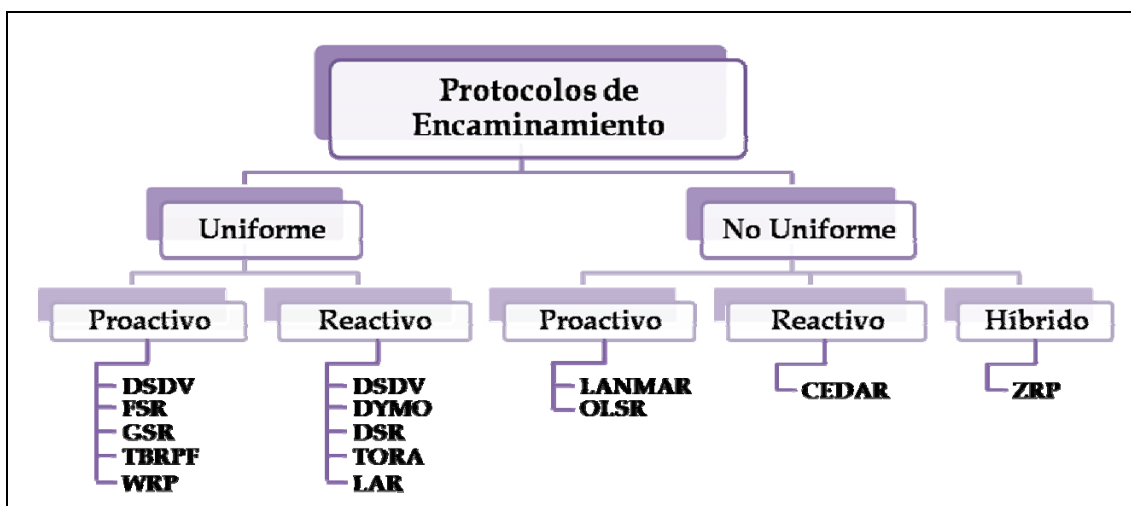 Protocolos de
Encaminamiento
Uniforme
No Uniforme
Proactivo
Reactivo
Proactivo
Reactivo
Híbrido
DSDV
FSR
GSR
TBRPF
WRP
DSDV
DYMO
DSR
TORA
LAR
LANMAR
OLSR
CEDAR
ZRP